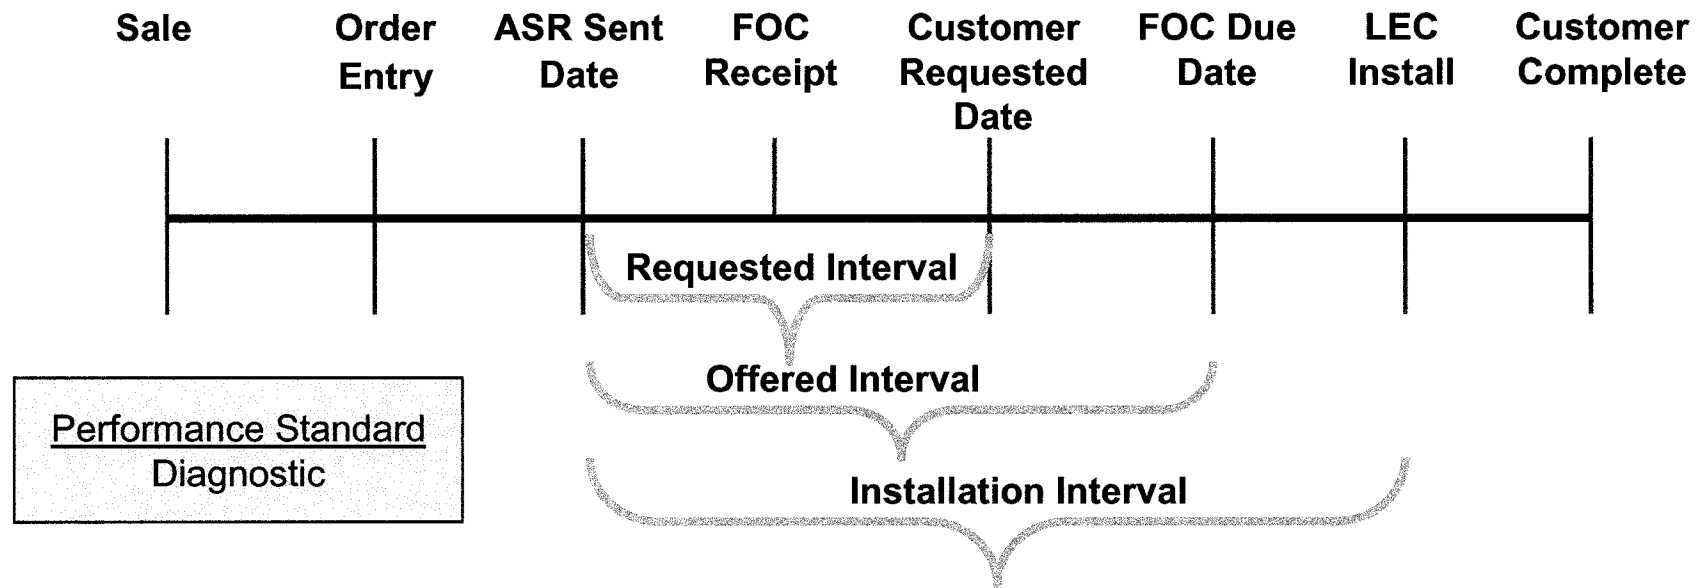 Sale
Order
Entry
ASR Sent
Date
FOC
Receipt
Customer
Requested
Date
FOC Due
Date
LEC
Install
Customer
Complete
Requested Interval
Offered Interval
Performance Standard
Diagnostic
Installation Interval